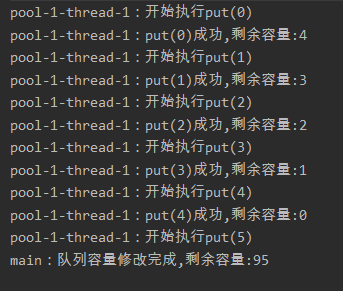 pool-1-thread-1：开始执行put(0)
pool-1-thread-1：put(0)成功,剩余容量:4
pool-1-thread-1：开始执行put(1)
pool-1-thread-1：put(1)成功,剩余容量:3
pool-1-thread-1：开始执行put(2)
pool-1-thread-1：put(2)成功,剩余容量:2
pool-1-thread-1：开始执行put(3)
pool-1-thread-1：put(3)成功,剩余容量:1
pool-1-thread-1：开始执行put(4)
pool-1-thread-1：put(4)成功,剩余容量:0
pool-1-thread-1：开始执行put(5)
main：队列容量修改完成,剩余容量:95